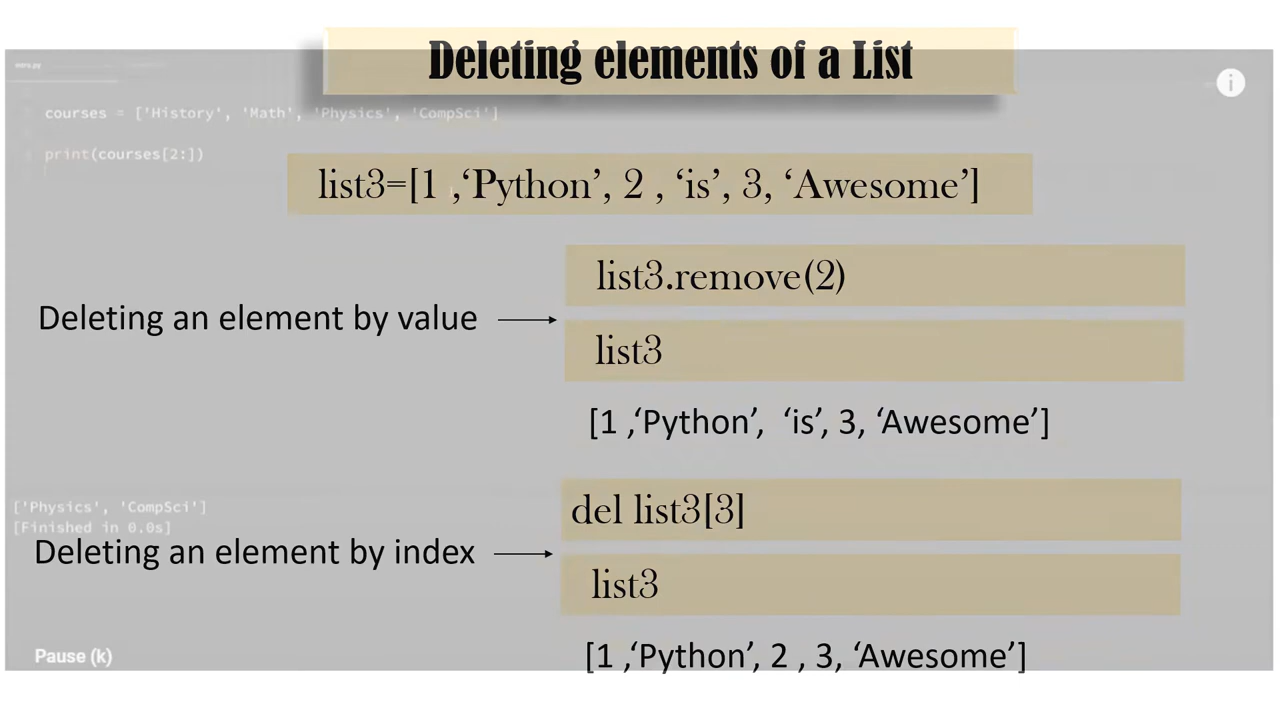 Deleting elements of a List
courses = ['History', 'Math', 'Physics', 'CompSci']
print(courses[2:])
list3=[1 ,‘Python’, 2 , ‘is’, 3, ‘Awesome’]
list3.remove(2)
Deleting an element by value
list3
[1 ,‘Python’, ‘is’, 3, ‘Awesome’]
del list3[3]
['Physics', 'CompSci']
[Finished in 0.0s]
Deleting an element by index
list3
Pause (k)
[1 ,‘Python’, 2 , 3, ‘Awesome’]